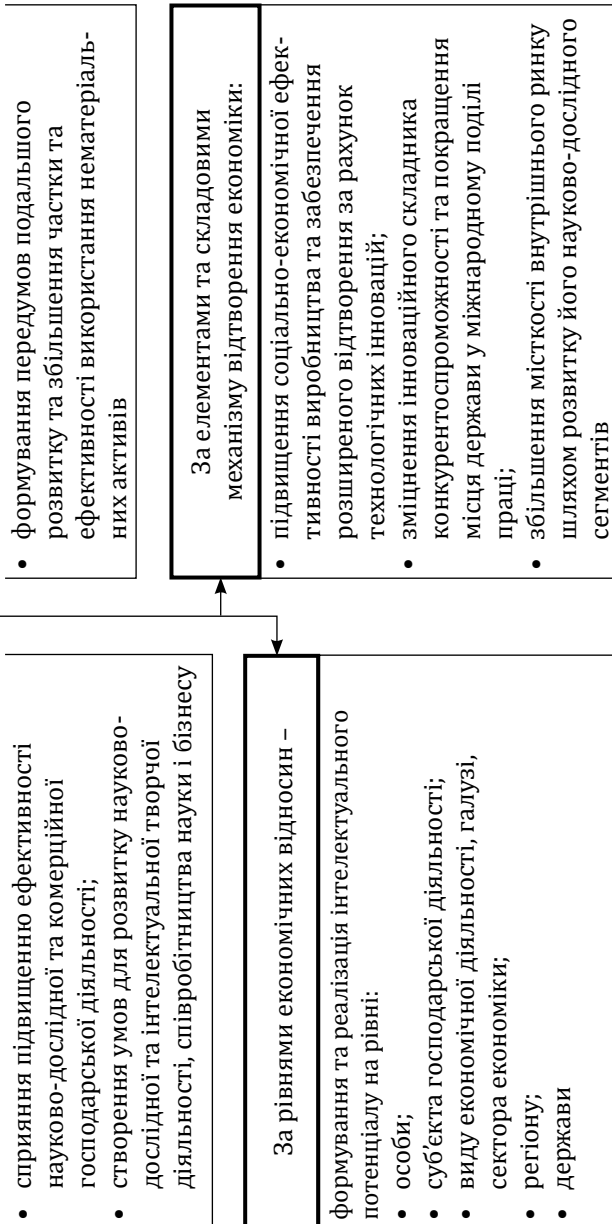 • сприяння підвищенню ефективності
науково-дослідної та комерційної
господарської діяльності;
• створення умов для розвитку науково-
дослідної та інтелектуальної творчої
діяльності, співробітництва науки і бізнесу
За рівнями економічних відносин –
формування та реалізація інтелектуального
потенціалу на рівні:
• особи;
• суб’єкта господарської діяльності;
• виду економічної діяльності, галузі,
сектора економіки;
• регіону;
• держави
• формування передумов подальшого
розвитку та збільшення частки та
ефективності використання нематеріаль-
них активів
За елементами та складовими
механізму відтворення економіки:
• підвищення соціально-економічної ефек-
тивності виробництва та забезпечення
розширеного відтворення за рахунок
технологічних інновацій;
• зміцнення інноваційного складника
конкурентоспроможності та покращення
місця держави у міжнародному поділі
праці;
• збільшення місткості внутрішнього ринку
шляхом розвитку його науково-дослідного
сегментів